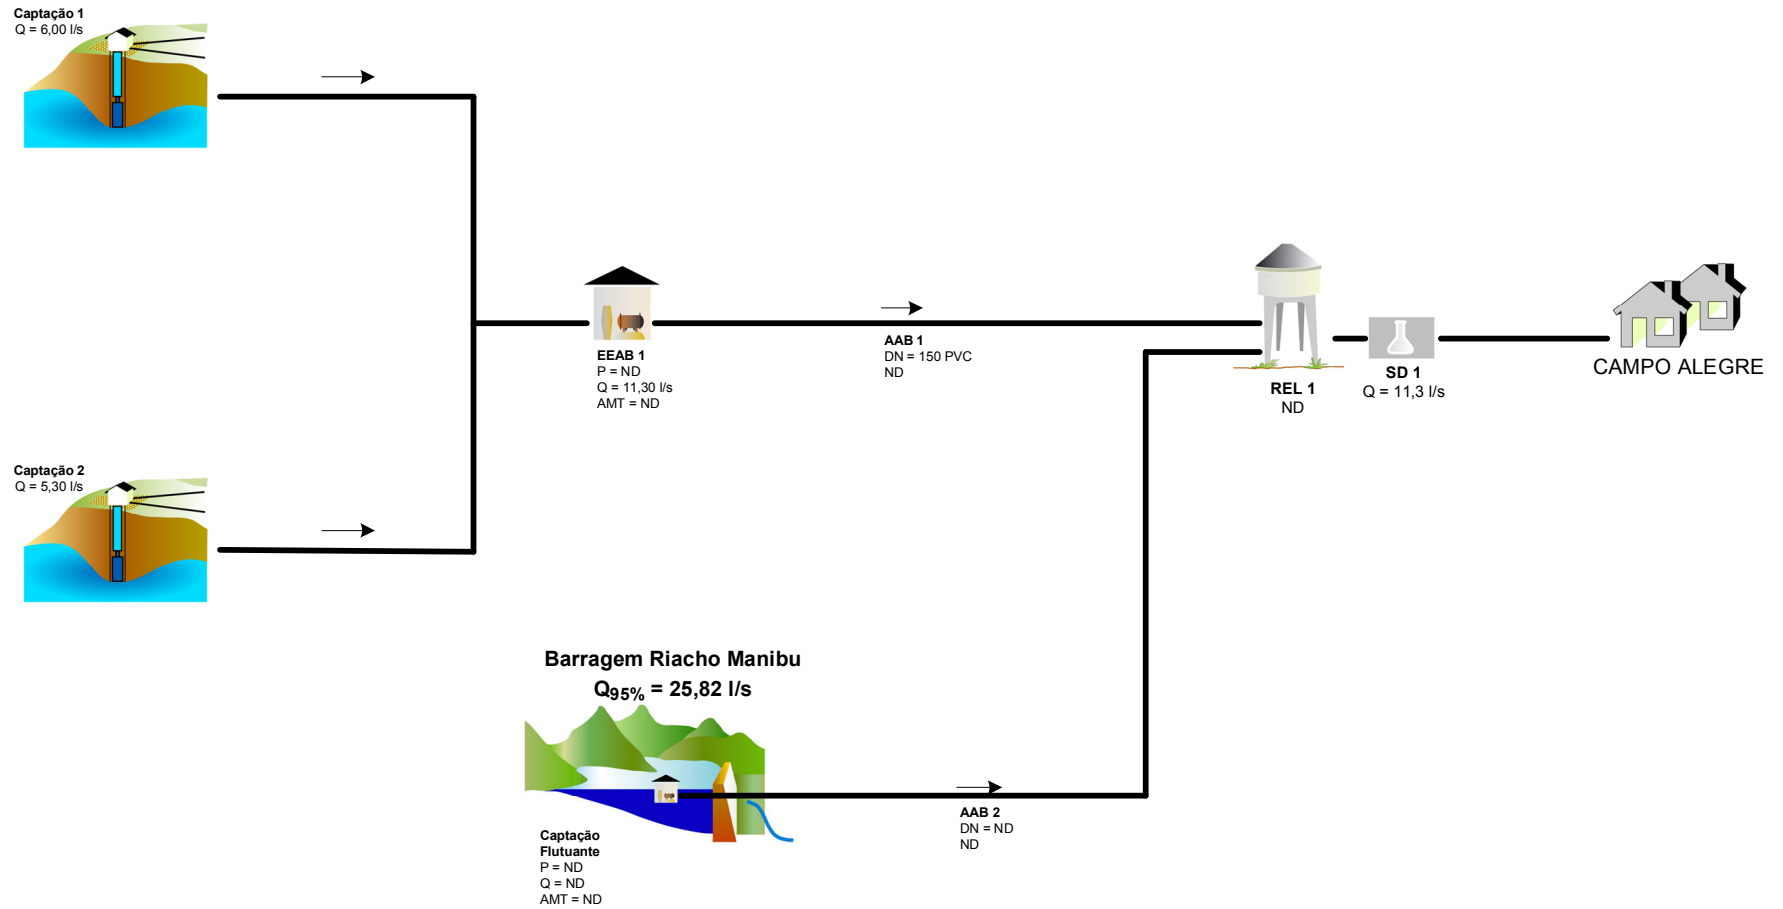 Captação 1
Q = 6,00 l/s
EEAB 1
P = ND
Q = 11,30 l/s
AMT = ND
AAB 1
DN = 150 PVC
ND
REL 1
ND
SD 1
Q = 11,3 l/s
CAMPO ALEGRE
Captação 2
Q = 5,30 l/s
Barragem Riacho Manibu
Q95% = 25,82 l/s
Captação
Flutuante
P = ND
Q = ND
AMT = ND
AAB 2
DN = ND
ND